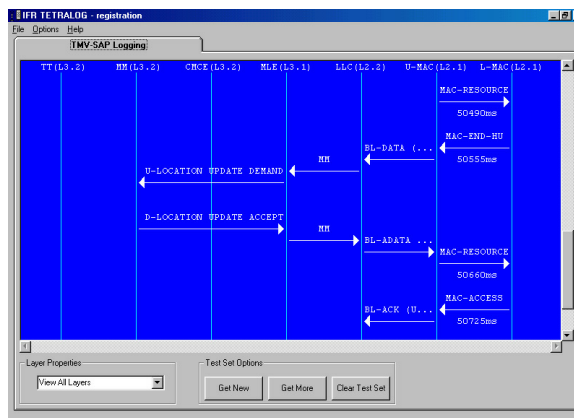 IFR TETRALOG - registration
File Options Help
TMV-SAP Logging
TT(L3.2) MM(L3.2) CMCE(L3.2) MLE(L3.1) LLC(L2.2) U-MAC(L2.1) L-MAC(L2.1)
MAC-RESOURCE
50490ms
MAC-END-HU
BL-DATA (...
50555ms
MM
U-LOCATION UPDATE DEMAND
D-LOCATION UPDATE ACCEPT
MM
BL-ADATA ...
MAC-RESOURCE
50660ms
MAC-ACCESS
BL-ACK (U...
50725ms
Layer Properties
Test Set Options
View All Layers
Get New Get More Clear Test Set